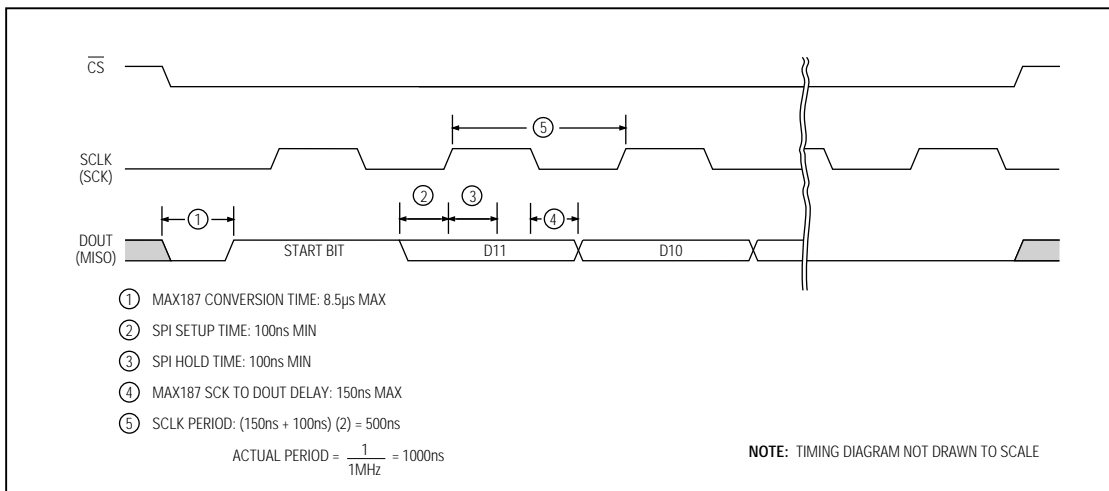 CS
⑤
SCLK
(SCK)
② ③
① ④
DOUT
(MISO)
START BIT D11 D10
① MAX187 CONVERSION TIME: 8.5µs MAX
② SPI SETUP TIME: 100ns MIN
③ SPI HOLD TIME: 100ns MIN
④ MAX187 SCK TO DOUT DELAY: 150ns MAX
⑤ SCLK PERIOD: (150ns + 100ns) (2) = 500ns
ACTUAL PERIOD = 1 / 1MHz = 1000ns
NOTE: TIMING DIAGRAM NOT DRAWN TO SCALE